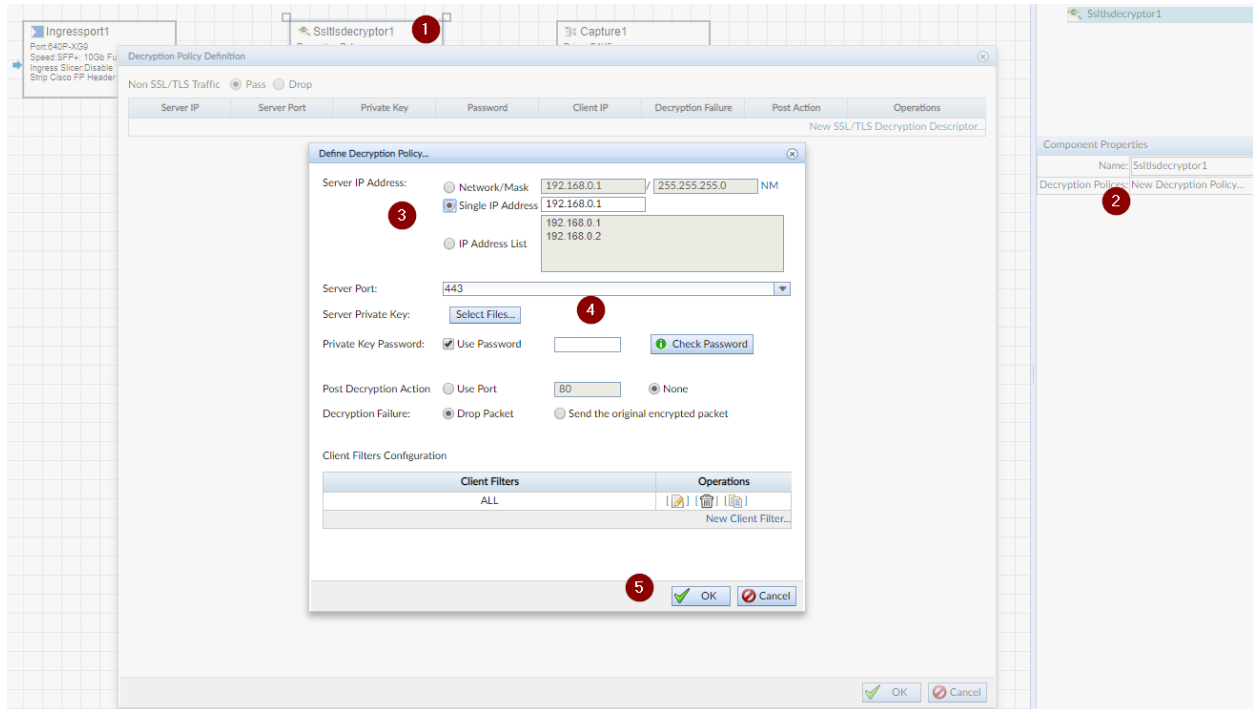 Ingressport1
Port:640P-XG9
Speed:SFP+: 10Gb Fu
Ingress Slicer:Disable
Strip Cisco FP Header:
Ssltlsdecryptor1
1
Capture1
Ssltlsdecryptor1
Decryption Policy Definition
Non SSL/TLS Traffic Pass Drop
Server IP Server Port Private Key Password Client IP Decryption Failure Post Action Operations
New SSL/TLS Decryption Descriptor...
Component Properties
Name: Ssltlsdecryptor1
Decryption Polices: New Decryption Policy...
2
Define Decryption Policy...
Server IP Address:
Network/Mask 192.168.0.1 / 255.255.255.0 NM
3
Single IP Address 192.168.0.1
IP Address List
192.168.0.1
192.168.0.2
Server Port: 443
Server Private Key: Select Files...
4
Private Key Password: Use Password Check Password
Post Decryption Action Use Port 80 None
Decryption Failure: Drop Packet Send the original encrypted packet
Client Filters Configuration
Client Filters Operations
ALL [ ] [ ] [ ]
New Client Filter...
5
OK Cancel
OK Cancel